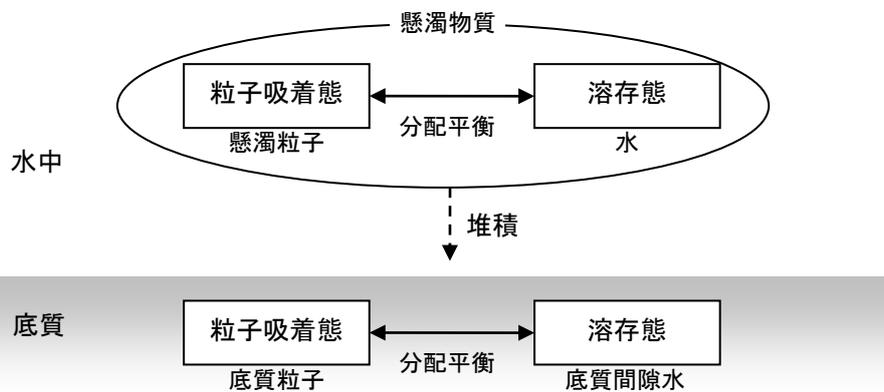 懸濁物質
粒子吸着態
溶存態
分配平衡
懸濁粒子
水
水中
堆積
底質
粒子吸着態
溶存態
分配平衡
底質粒子
底質間隙水